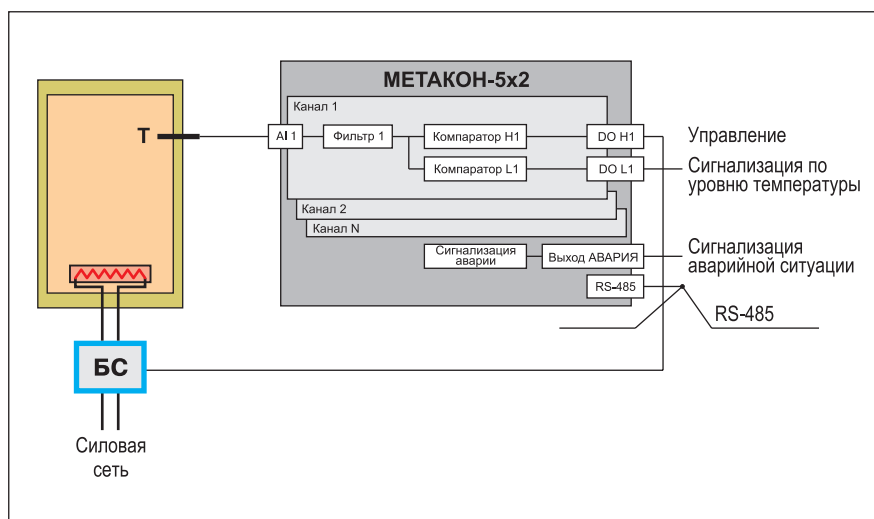 МЕТАКОН-5х2
Канал 1
Т
AI 1
Фильтр 1
Компаратор Н1
DO H1
Управление
Компаратор L1
DO L1
Сигнализация по
уровню температуры
Канал 2
Канал N
Сигнализация
аварии
Выход АВАРИЯ
Сигнализация
аварийной ситуации
RS-485
RS-485
БС
Силовая
сеть